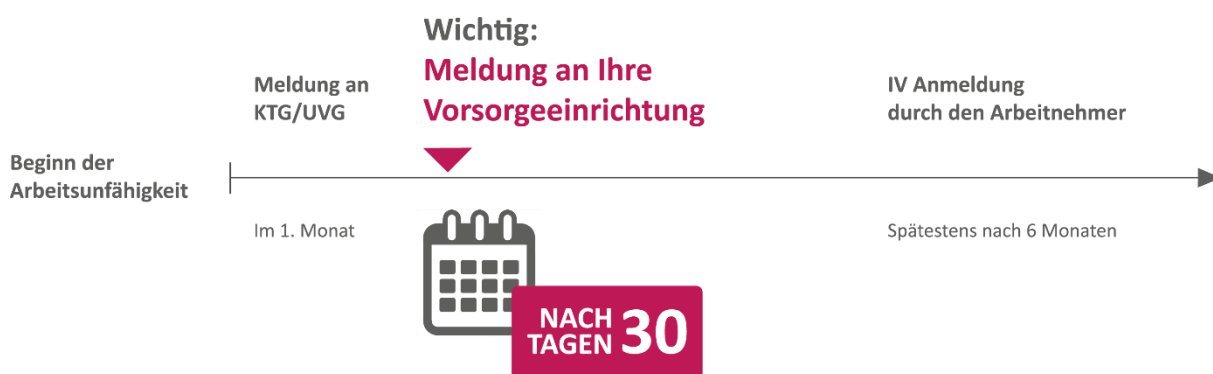 Wichtig:
Meldung an Ihre
Vorsorgeeinrichtung
Meldung an
KTG/UVG
IV Anmeldung
durch den Arbeitnehmer
Beginn der
Arbeitsunfähigkeit
Im 1. Monat
Spätestens nach 6 Monaten
NACH
TAGEN 30